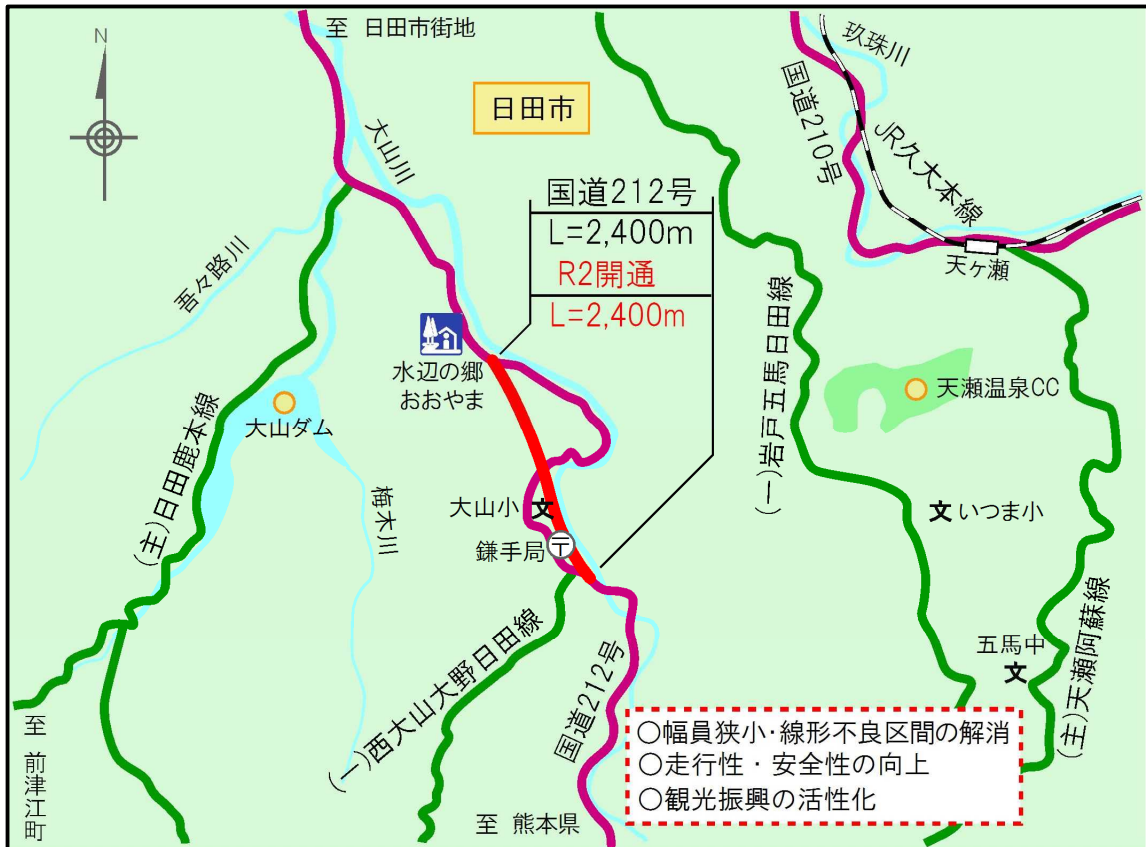 N
至 日田市街地
日田市
大山川
玖珠川
国道210号
JR久大本線
天ヶ瀬
国道212号
L=2,400m
R2開通
L=2,400m
吾々路川
水辺の郷
おおやま
大山ダム
(主)日田鹿本線
梅木川
大山小
文
鎌手局
〒
(一)岩戸五馬日田線
天瀬温泉CC
文
いつま小
五馬中
文
(主)天瀬阿蘇線
(一)西大山大野日田線
国道212号
至 前津江町
至 熊本県
○幅員狭小・線形不良区間の解消
○走行性・安全性の向上
○観光振興の活性化